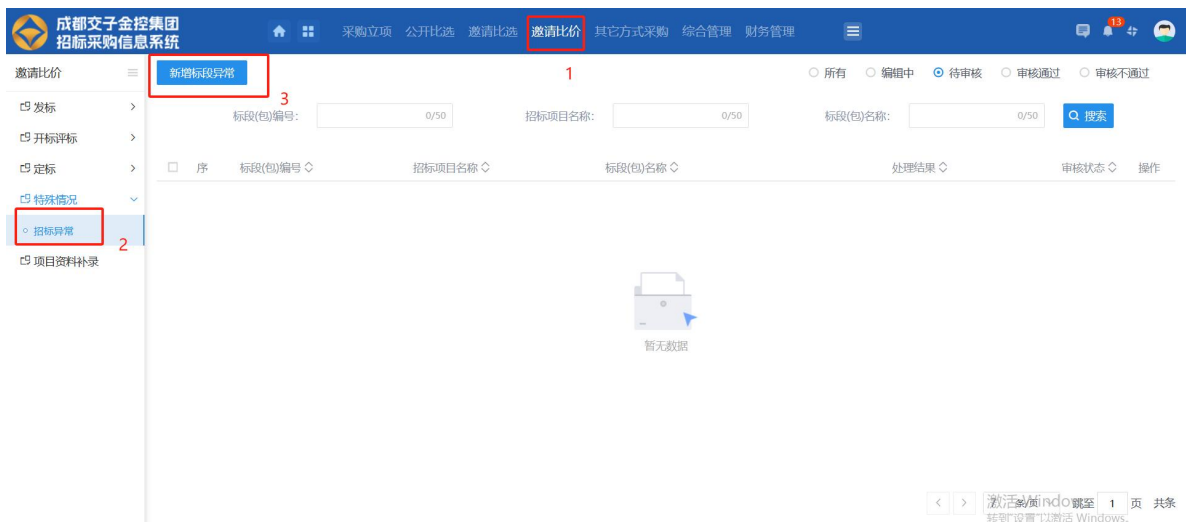 成都交子金控集团
招标采购信息系统
采购立项 公开比选 邀请比选 邀请比价 其它方式采购 综合管理 财务管理
13
邀请比价
新增标段异常
1
所有 编辑中 待审核 审核通过 审核不通过
发标
3
标段(包)编号: 0/50 招标项目名称: 0/50 标段(包)名称: 0/50 搜索
开标评标
定标
序 标段(包)编号 招标项目名称 标段(包)名称 处理结果 审核状态 操作
特殊情况
招标异常
2
项目资料补录
暂无数据
激活 Windows
条/页 跳至 1 页 共条
转到"设置"以激活 Windows。